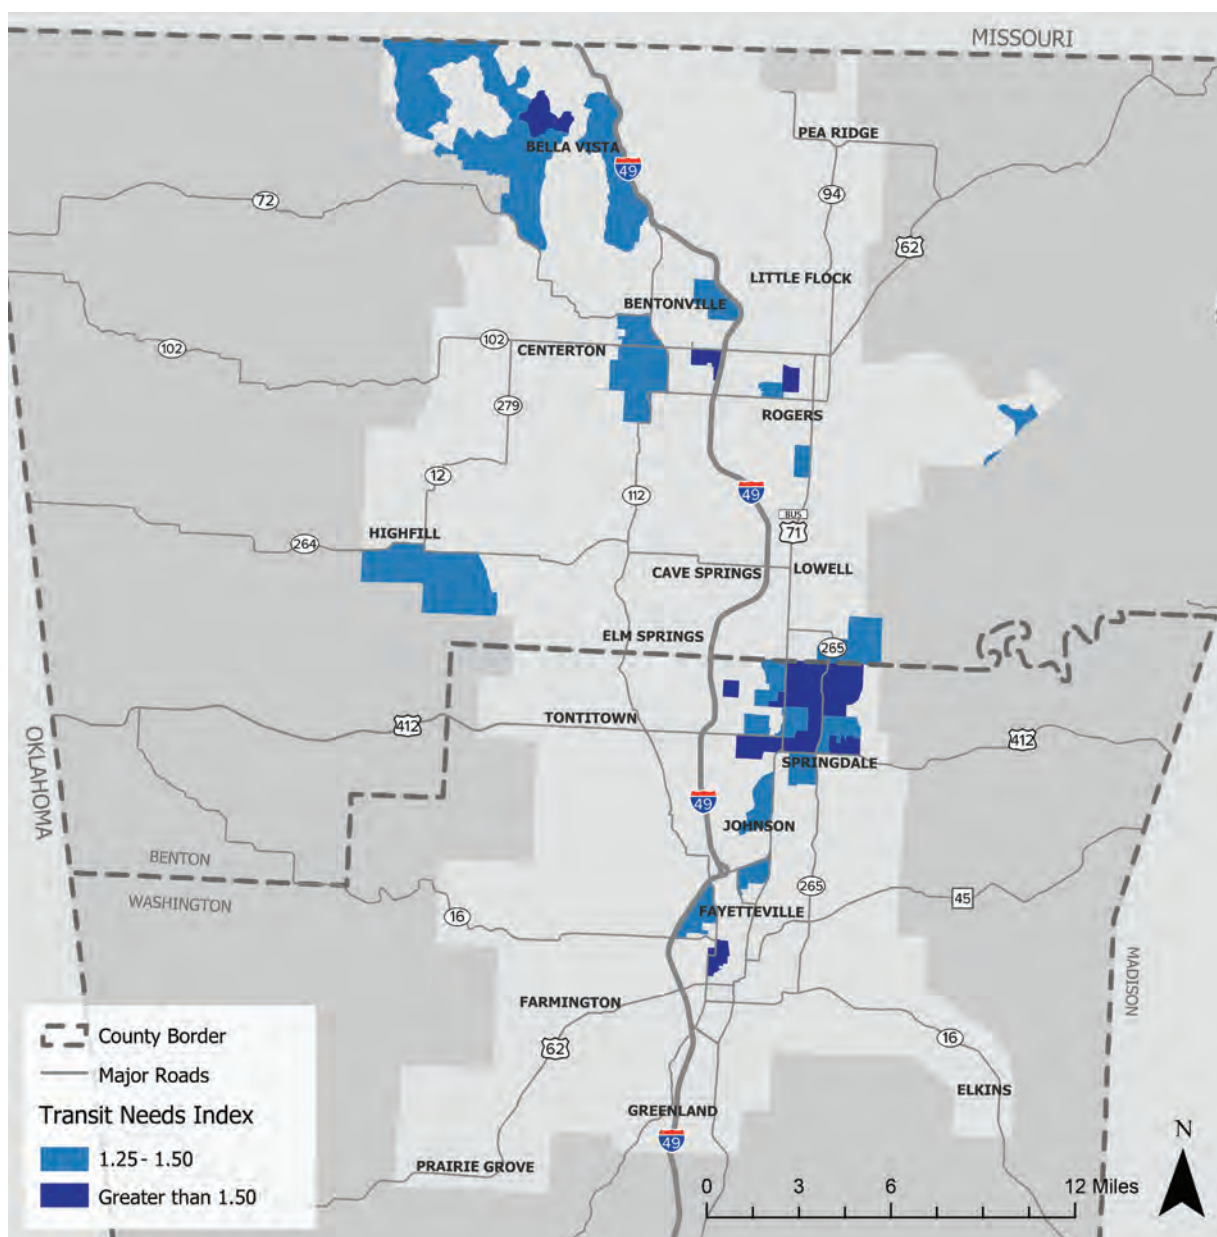 MISSOURI
PEA RIDGE
BELLA VISTA
49
94
72
62
LITTLE FLOCK
BENTONVILLE
102
102
CENTERTON
279
ROGERS
12
112
49
BUS
71
HIGHFILL
264
CAVE SPRINGS
LOWELL
ELM SPRINGS
265
TONTITOWN
412
412
OKLAHOMA
SPRINGDALE
49
JOHNSON
BENTON
WASHINGTON
265
45
16
FAYETTEVILLE
MADISON
FARMINGTON
62
16
ELKINS
GREENLAND
49
PRAIRIE GROVE
County Border
Major Roads
Transit Needs Index
1.25 - 1.50
Greater than 1.50
N
0 3 6 12 Miles